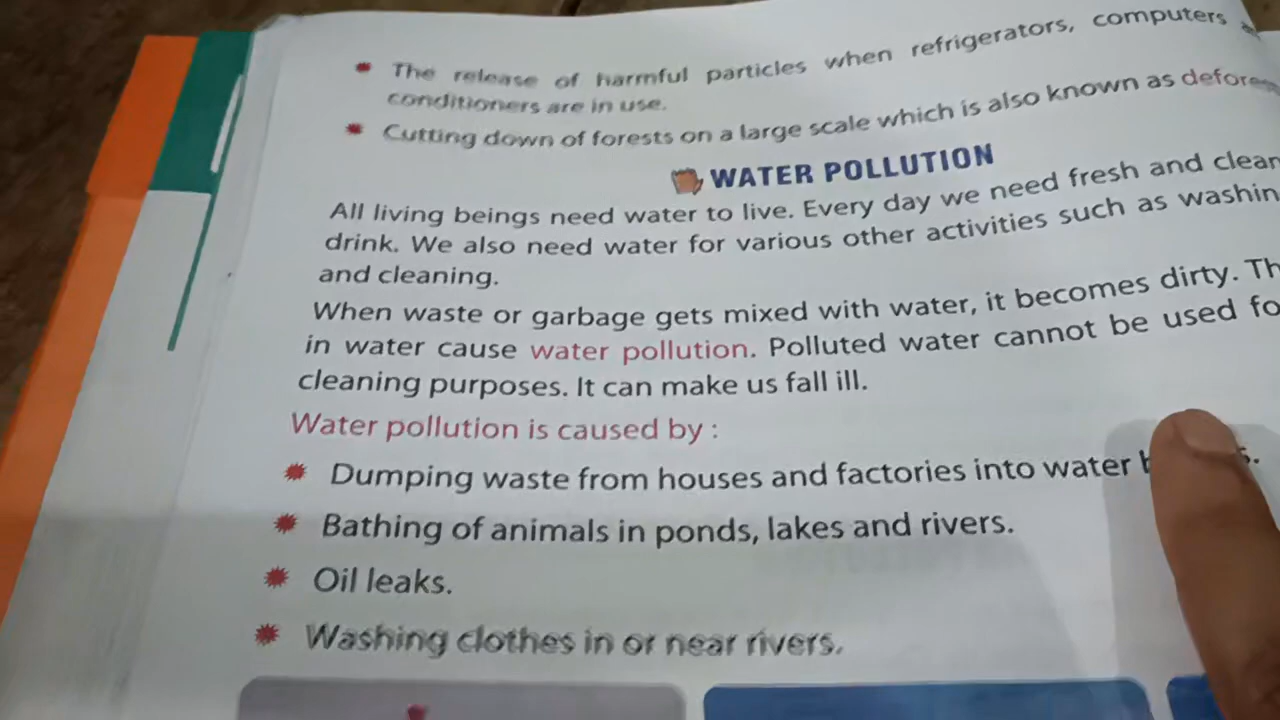 The release of harmful particles when refrigerators, computers
conditioners are in use.
Cutting down of forests on a large scale which is also known as
WATER POLLUTION
All living beings need water to live. Every day we need fresh and clean
drink. We also need water for various other activities such as
and cleaning.
When waste or garbage gets mixed with water, it becomes dirty.
in water cause water pollution. Polluted water cannot be used
cleaning purposes. It can make us fall ill.
Water pollution is caused by :
Dumping waste from houses and factories into water
Bathing of animals in ponds, lakes and rivers.
Oil leaks.
Washing clothes in or near rivers.